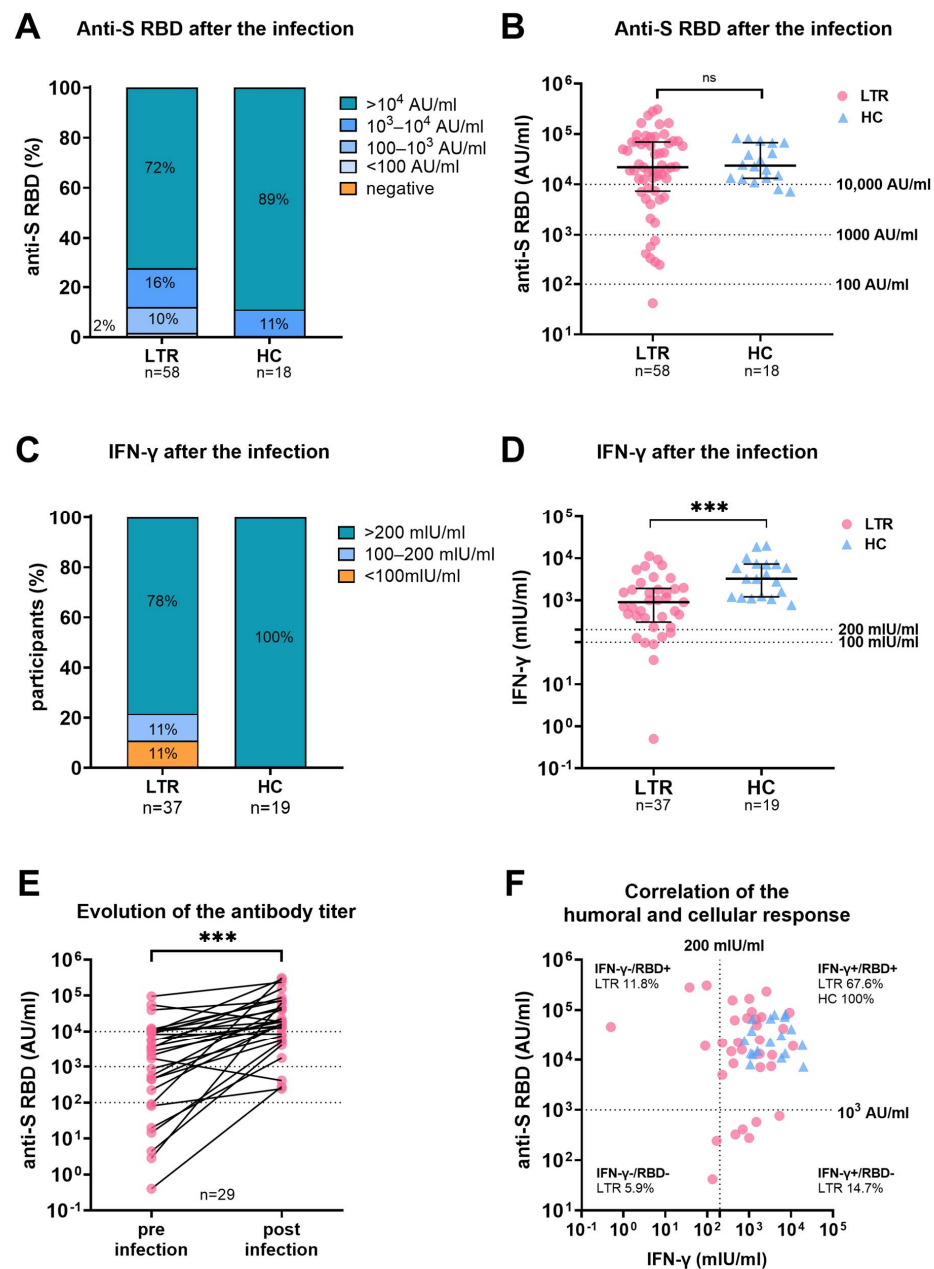 A
Anti-S RBD after the infection
anti-S RBD (%)
100
80
60
40
20
0
72%
16%
10%
2%
89%
11%
LTR
n=58
HC
n=18
>10⁴ AU/ml
10³–10⁴ AU/ml
100–10³ AU/ml
<100 AU/ml
negative
B
Anti-S RBD after the infection
anti-S RBD (AU/ml)
10⁶
10⁵
10⁴
10³
10²
10¹
ns
LTR
HC
10,000 AU/ml
1000 AU/ml
100 AU/ml
LTR
n=58
HC
n=18
C
IFN-γ after the infection
participants (%)
100
80
60
40
20
0
78%
11%
11%
100%
LTR
n=37
HC
n=19
>200 mIU/ml
100–200 mIU/ml
<100mIU/ml
D
IFN-γ after the infection
IFN-γ (mIU/ml)
10⁵
10⁴
10³
10¹
10⁰
10⁻¹
***
LTR
HC
200 mIU/ml
100 mIU/ml
LTR
n=37
HC
n=19
E
Evolution of the antibody titer
***
anti-S RBD (AU/ml)
10⁶
10⁵
10⁴
10³
10²
10¹
10⁰
10⁻¹
n=29
pre
infection
post
infection
F
Correlation of the
humoral and cellular response
200 mIU/ml
anti-S RBD (AU/ml)
10⁶
10⁵
10⁴
10³
10²
10¹
IFN-γ-/RBD+
LTR 11.8%
IFN-γ+/RBD+
LTR 67.6%
HC 100%
10³ AU/ml
IFN-γ-/RBD-
LTR 5.9%
IFN-γ+/RBD-
LTR 14.7%
10⁻¹ 10⁰ 10¹ 10² 10³ 10⁴ 10⁵
IFN-γ (mIU/ml)